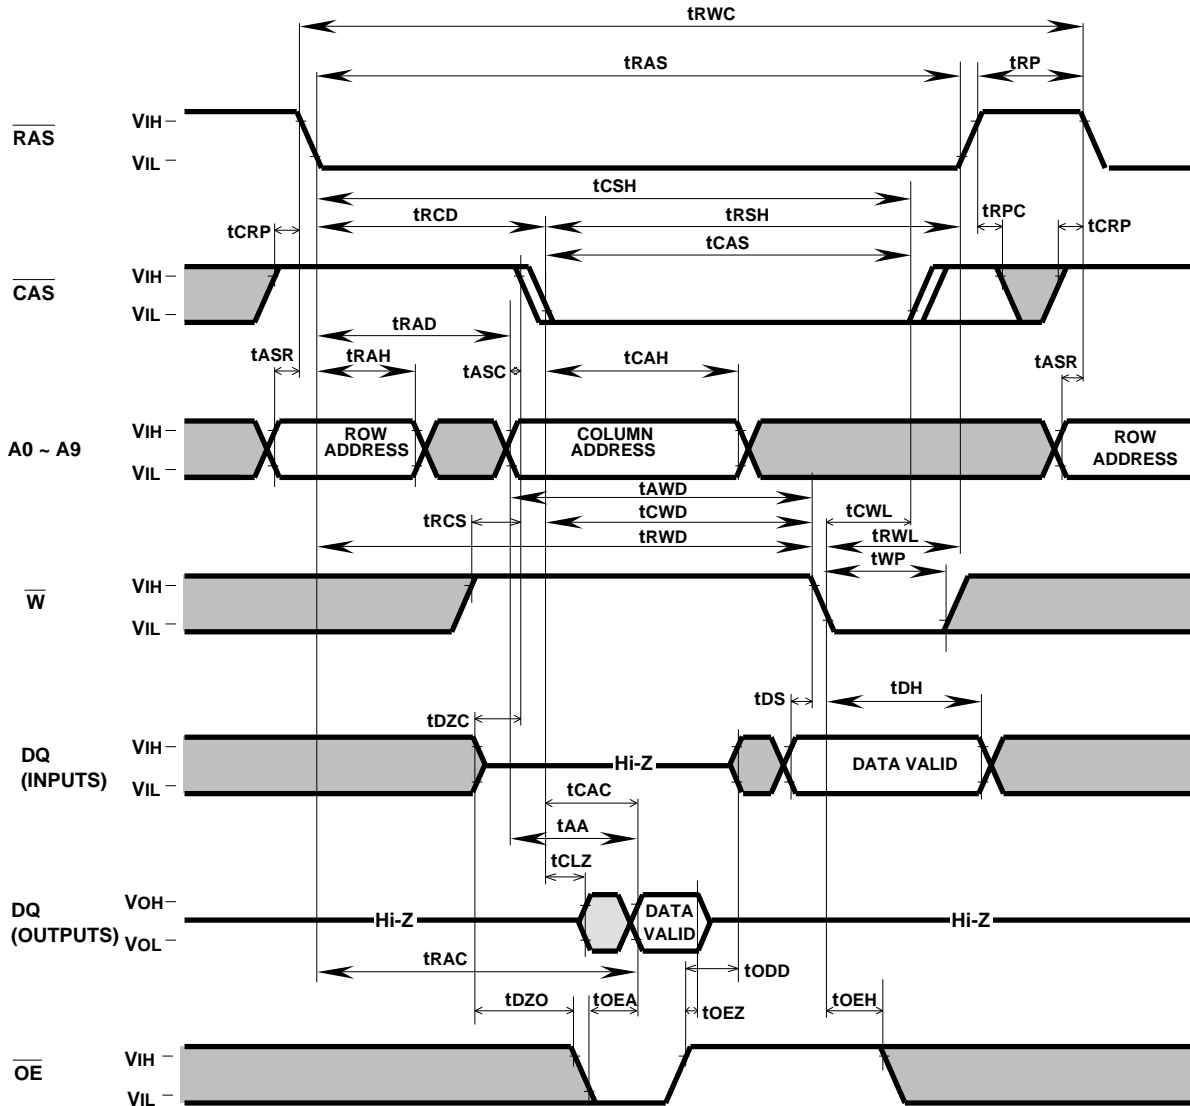 tRWC
tRAS
tRP
RAS
VIH
VIL
tCSH
tRCD
tRSH
tRPC
tCRP
tCRP
tCAS
CAS
VIH
VIL
tRAD
tASR
tRAH
tASC
tCAH
tASR
A0 ~ A9
VIH
VIL
ROW
ADDRESS
COLUMN
ADDRESS
ROW
ADDRESS
tAWD
tRCS
tCWD
tCWL
tRWD
tRWL
tWP
W
VIH
VIL
tDS
tDH
tDZC
DQ
(INPUTS)
VIH
VIL
Hi-Z
DATA VALID
tCAC
tAA
tCLZ
DQ
(OUTPUTS)
VOH
VOL
Hi-Z
DATA
VALID
Hi-Z
tRAC
tODD
tDZO
tOEA
tOEZ
tOEH
OE
VIH
VIL